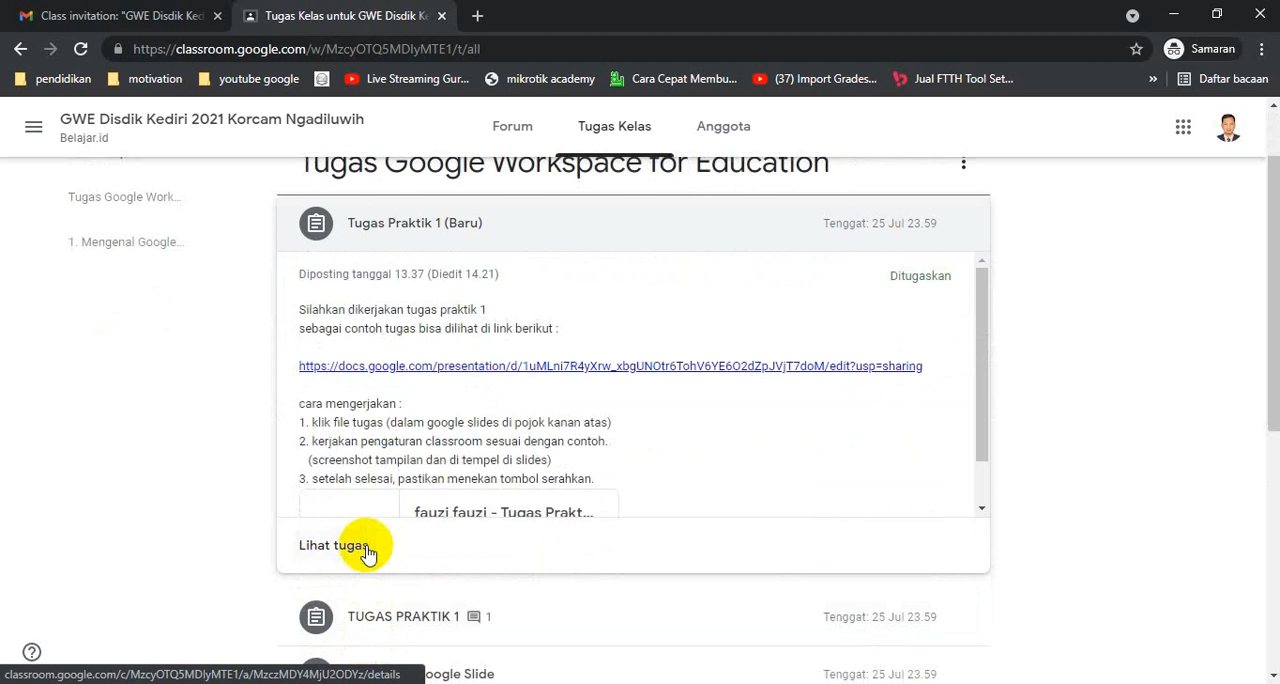 Class invitation: "GWE Disdik Ked
Tugas Kelas untuk GWE Disdik Ke
https://classroom.google.com/w/MzcyOTQ5MDIyMTE1/t/all
Samaran
pendidikan
motivation
youtube google
Live Streaming Gur...
mikrotik academy
Cara Cepat Membu...
(37) Import Grades...
Jual FTTH Tool Set...
»
Daftar bacaan
GWE Disdik Kediri 2021 Korcam Ngadiluwih
Belajar.id
Forum
Tugas Kelas
Anggota
Tugas Google Workspace for Education
Tugas Google Work...
1. Mengenal Google...
Tugas Praktik 1 (Baru)
Tenggat: 25 Jul 23.59
Diposting tanggal 13.37 (Diedit 14.21)
Ditugaskan
Silahkan dikerjakan tugas praktik 1
sebagai contoh tugas bisa dilihat di link berikut :
https://docs.google.com/presentation/d/1uMLni7R4yXrw_xbgUNOtr6TohV6YE6O2dZpJVjT7doM/edit?usp=sharing
cara mengerjakan :
1. klik file tugas (dalam google slides di pojok kanan atas)
2. kerjakan pengaturan classroom sesuai dengan contoh.
(screenshot tampilan dan di tempel di slides)
3. setelah selesai, pastikan menekan tombol serahkan.
fauzi fauzi - Tugas Prakt...
Lihat tugas
TUGAS PRAKTIK 1
1
Tenggat: 25 Jul 23.59
oogle Slide
Tenggat: 25 Jul 23.59
classroom.google.com/c/MzcyOTQ5MDIyMTE1/a/MzczMDY4MjU2ODYz/details